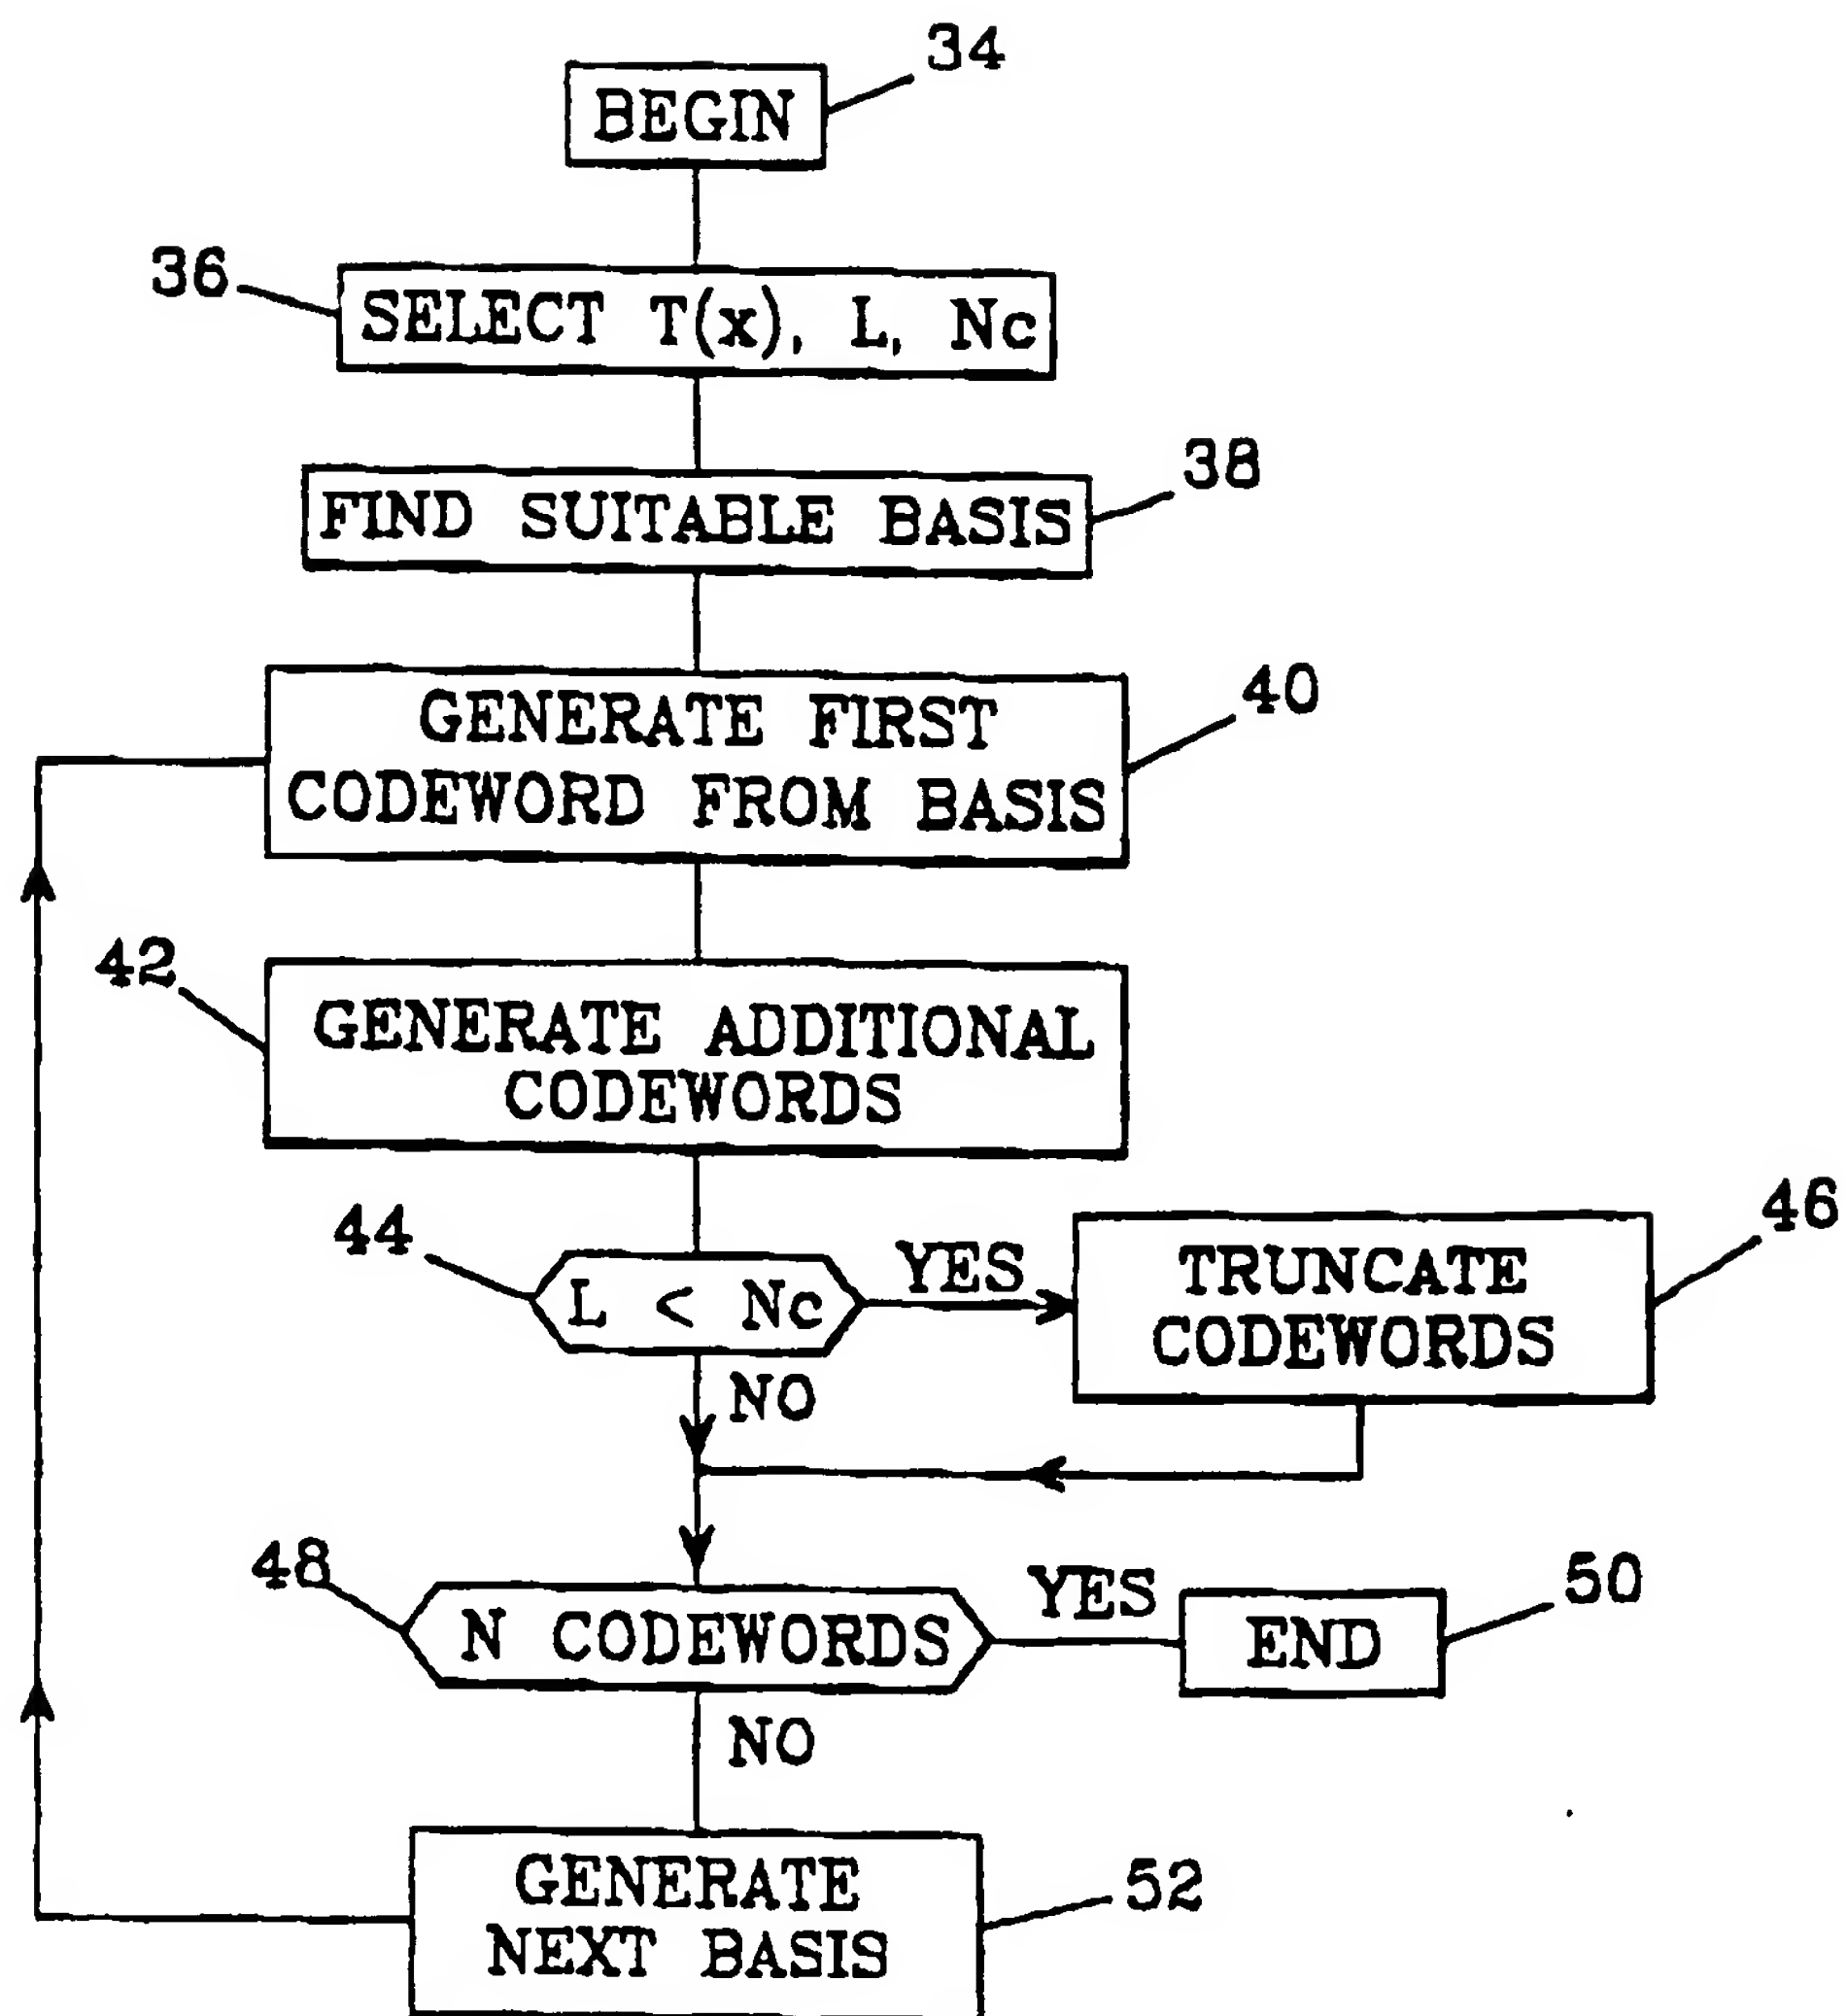 34
BEGIN
36
SELECT T(x), L, Nc
38
FIND SUITABLE BASIS
40
GENERATE FIRST
CODEWORD FROM BASIS
42
GENERATE ADDITIONAL
CODEWORDS
44
L < Nc
YES
46
TRUNCATE
CODEWORDS
NO
48
N CODEWORDS
YES
50
END
NO
GENERATE
NEXT BASIS
52